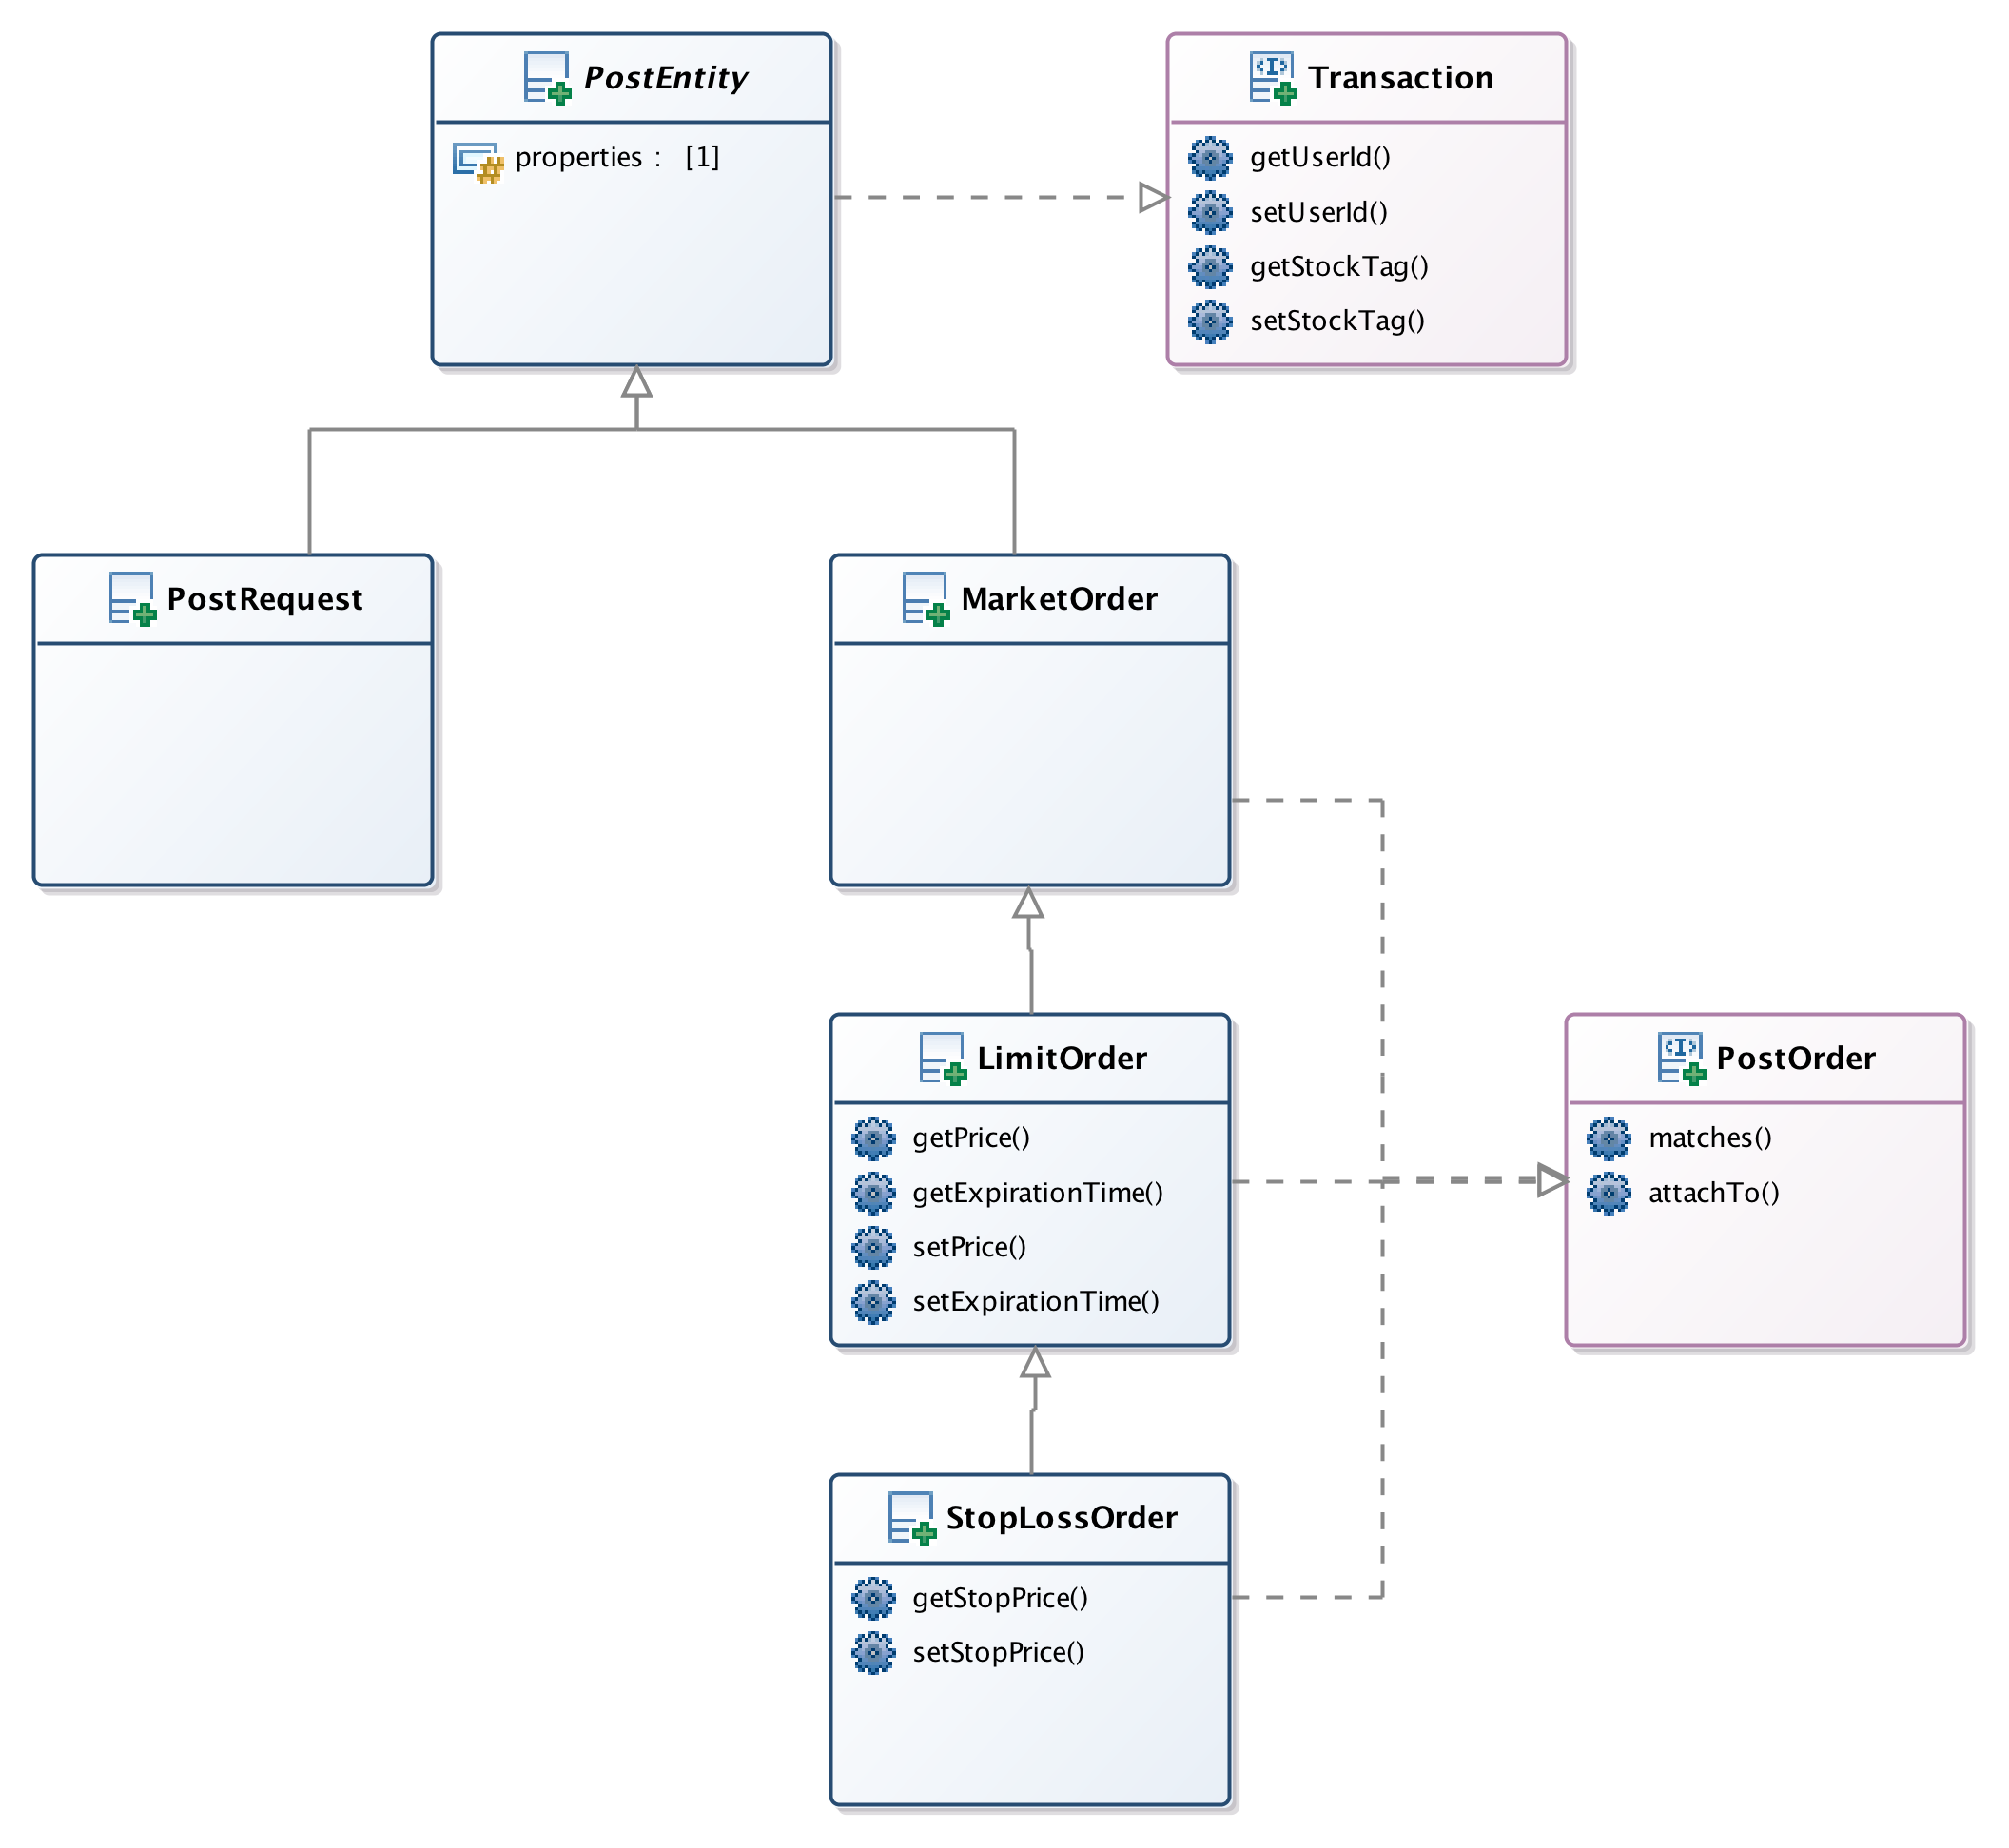 PostEntity
properties : [1]
Transaction
getUserId()
setUserId()
getStockTag()
setStockTag()
PostRequest
MarketOrder
LimitOrder
getPrice()
getExpirationTime()
setPrice()
setExpirationTime()
PostOrder
matches()
attachTo()
StopLossOrder
getStopPrice()
setStopPrice()